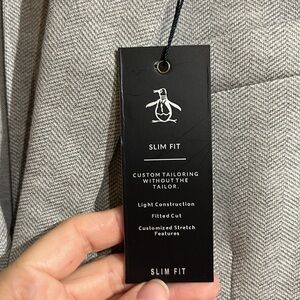 SLIM FIT
CUSTOM TAILORING
WITHOUT THE
TAILOR.
Light Construction
Fitted Cut
Customized Stretch
Features
SLIM FIT